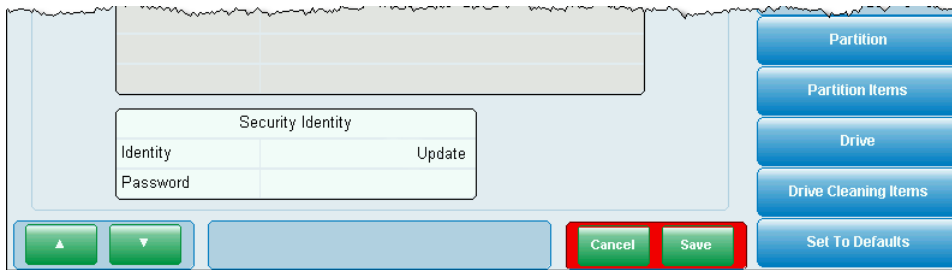 Partition
Partition Items
Security Identity
Identity Update
Drive
Password
Drive Cleaning Items
▲ ▼ Cancel Save
Set To Defaults